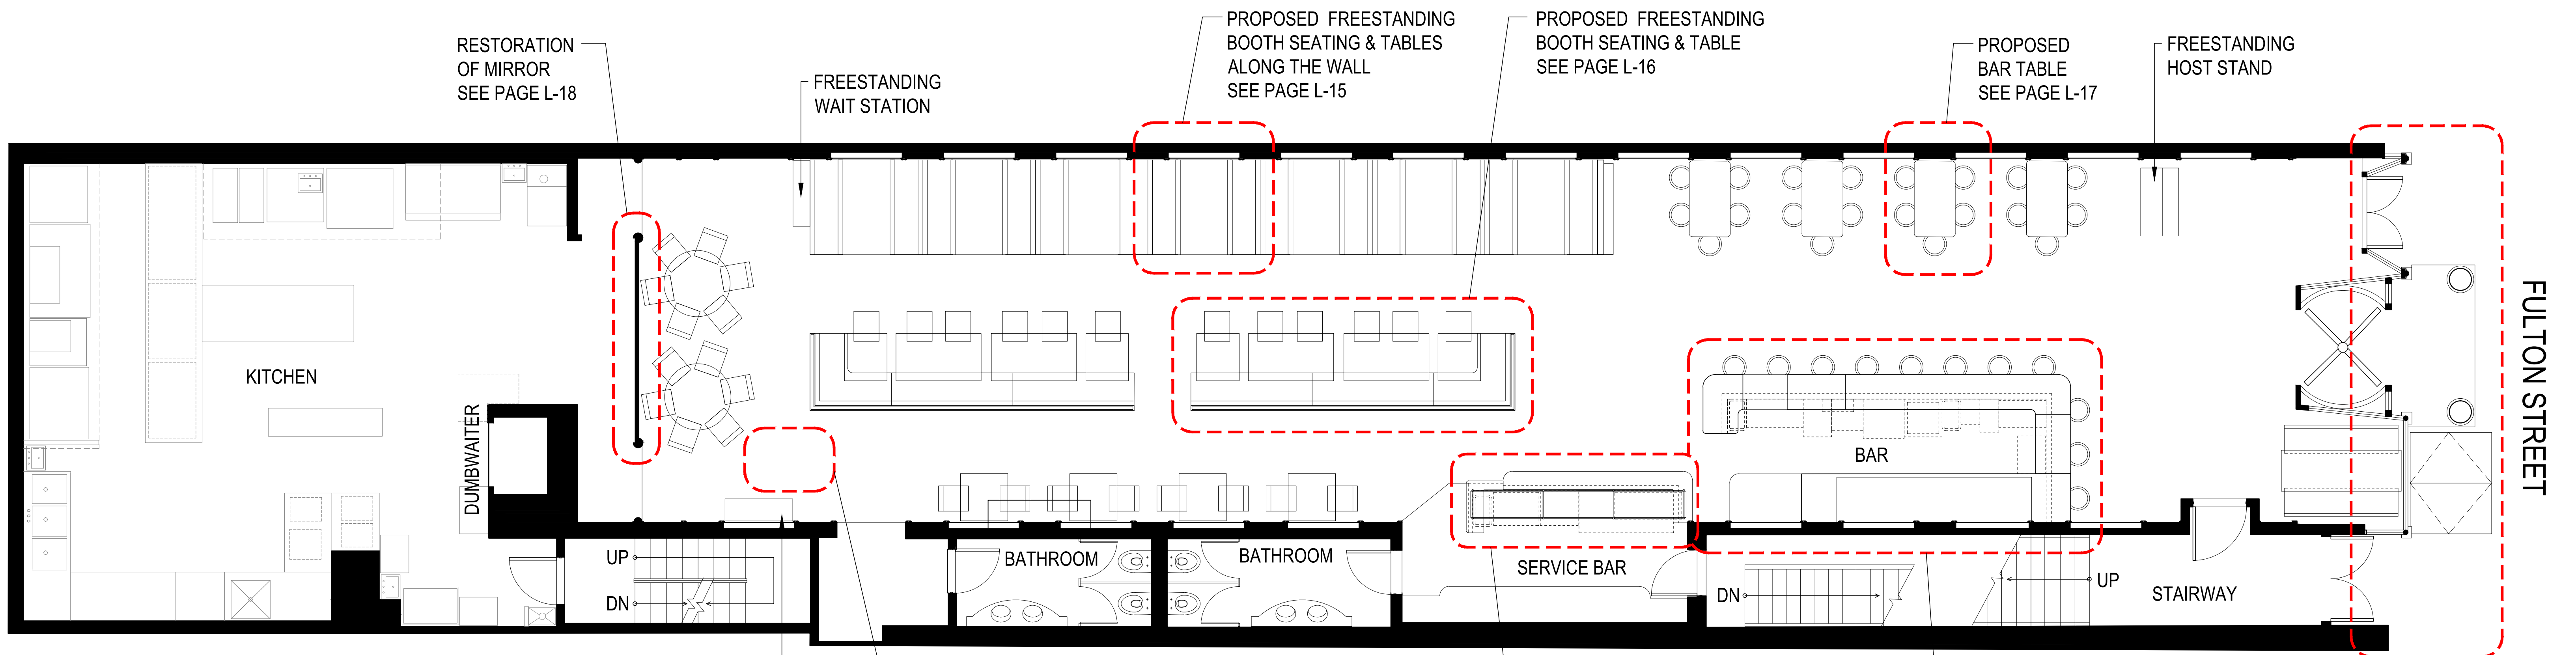 RESTORATION
OF MIRROR
SEE PAGE L-18
FREESTANDING
WAIT STATION
PROPOSED FREESTANDING
BOOTH SEATING & TABLES
ALONG THE WALL
SEE PAGE L-15
PROPOSED FREESTANDING
BOOTH SEATING & TABLE
SEE PAGE L-16
PROPOSED
BAR TABLE
SEE PAGE L-17
FREESTANDING
HOST STAND
KITCHEN
DUMBWAITER
BAR
FULTON STREET
UP
DN
BATHROOM
BATHROOM
SERVICE BAR
DN
UP
STAIRWAY